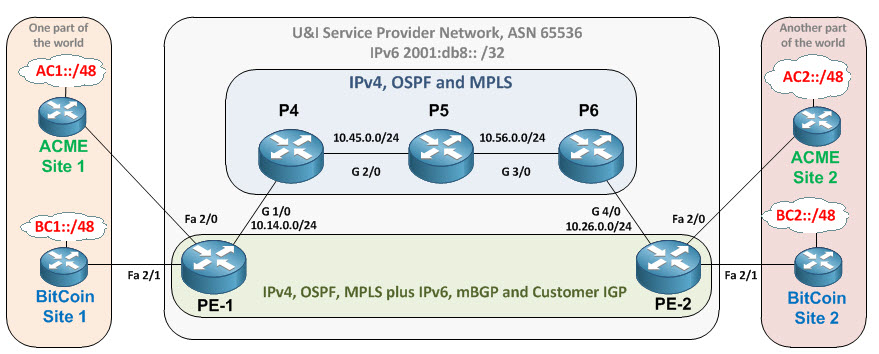 One part of
the world
AC1::/48
ACME
Site 1
BC1::/48
BitCoin
Site 1
U&I Service Provider Network, ASN 65536
IPv6 2001:db8:: /32
IPv4, OSPF and MPLS
P4
P5
P6
10.45.0.0/24
10.56.0.0/24
G 2/0
G 3/0
G 1/0
10.14.0.0/24
G 4/0
10.26.0.0/24
Fa 2/0
Fa 2/0
Fa 2/1
Fa 2/1
IPv4, OSPF, MPLS plus IPv6, mBGP and Customer IGP
PE-1
PE-2
Another part
of the world
AC2::/48
ACME
Site 2
BC2::/48
BitCoin
Site 2